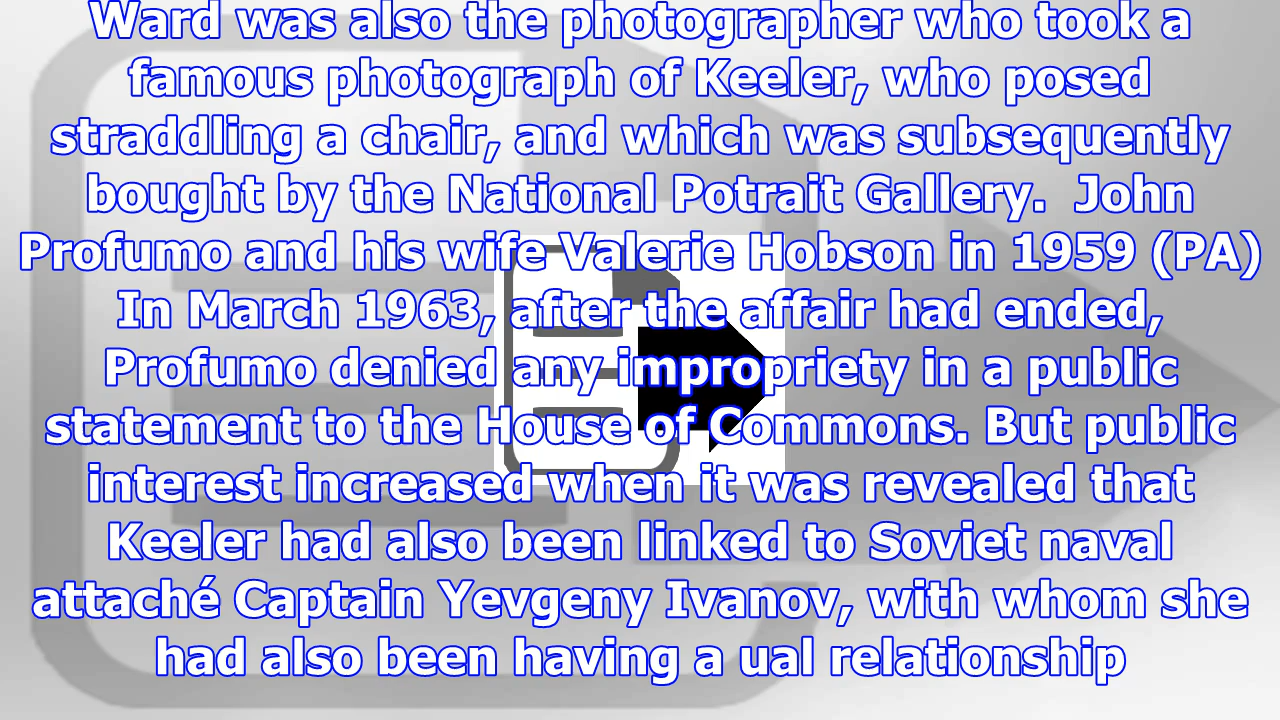 Ward was also the photographer who took a
famous photograph of Keeler, who posed
straddling a chair, and which was subsequently
bought by the National Potrait Gallery.  John
Profumo and his wife Valerie Hobson in 1959 (PA)
In March 1963, after the affair had ended,
Profumo denied any impropriety in a public
statement to the House of Commons. But public
interest increased when it was revealed that
Keeler had also been linked to Soviet naval
attaché Captain Yevgeny Ivanov, with whom she
had also been having a ual relationship